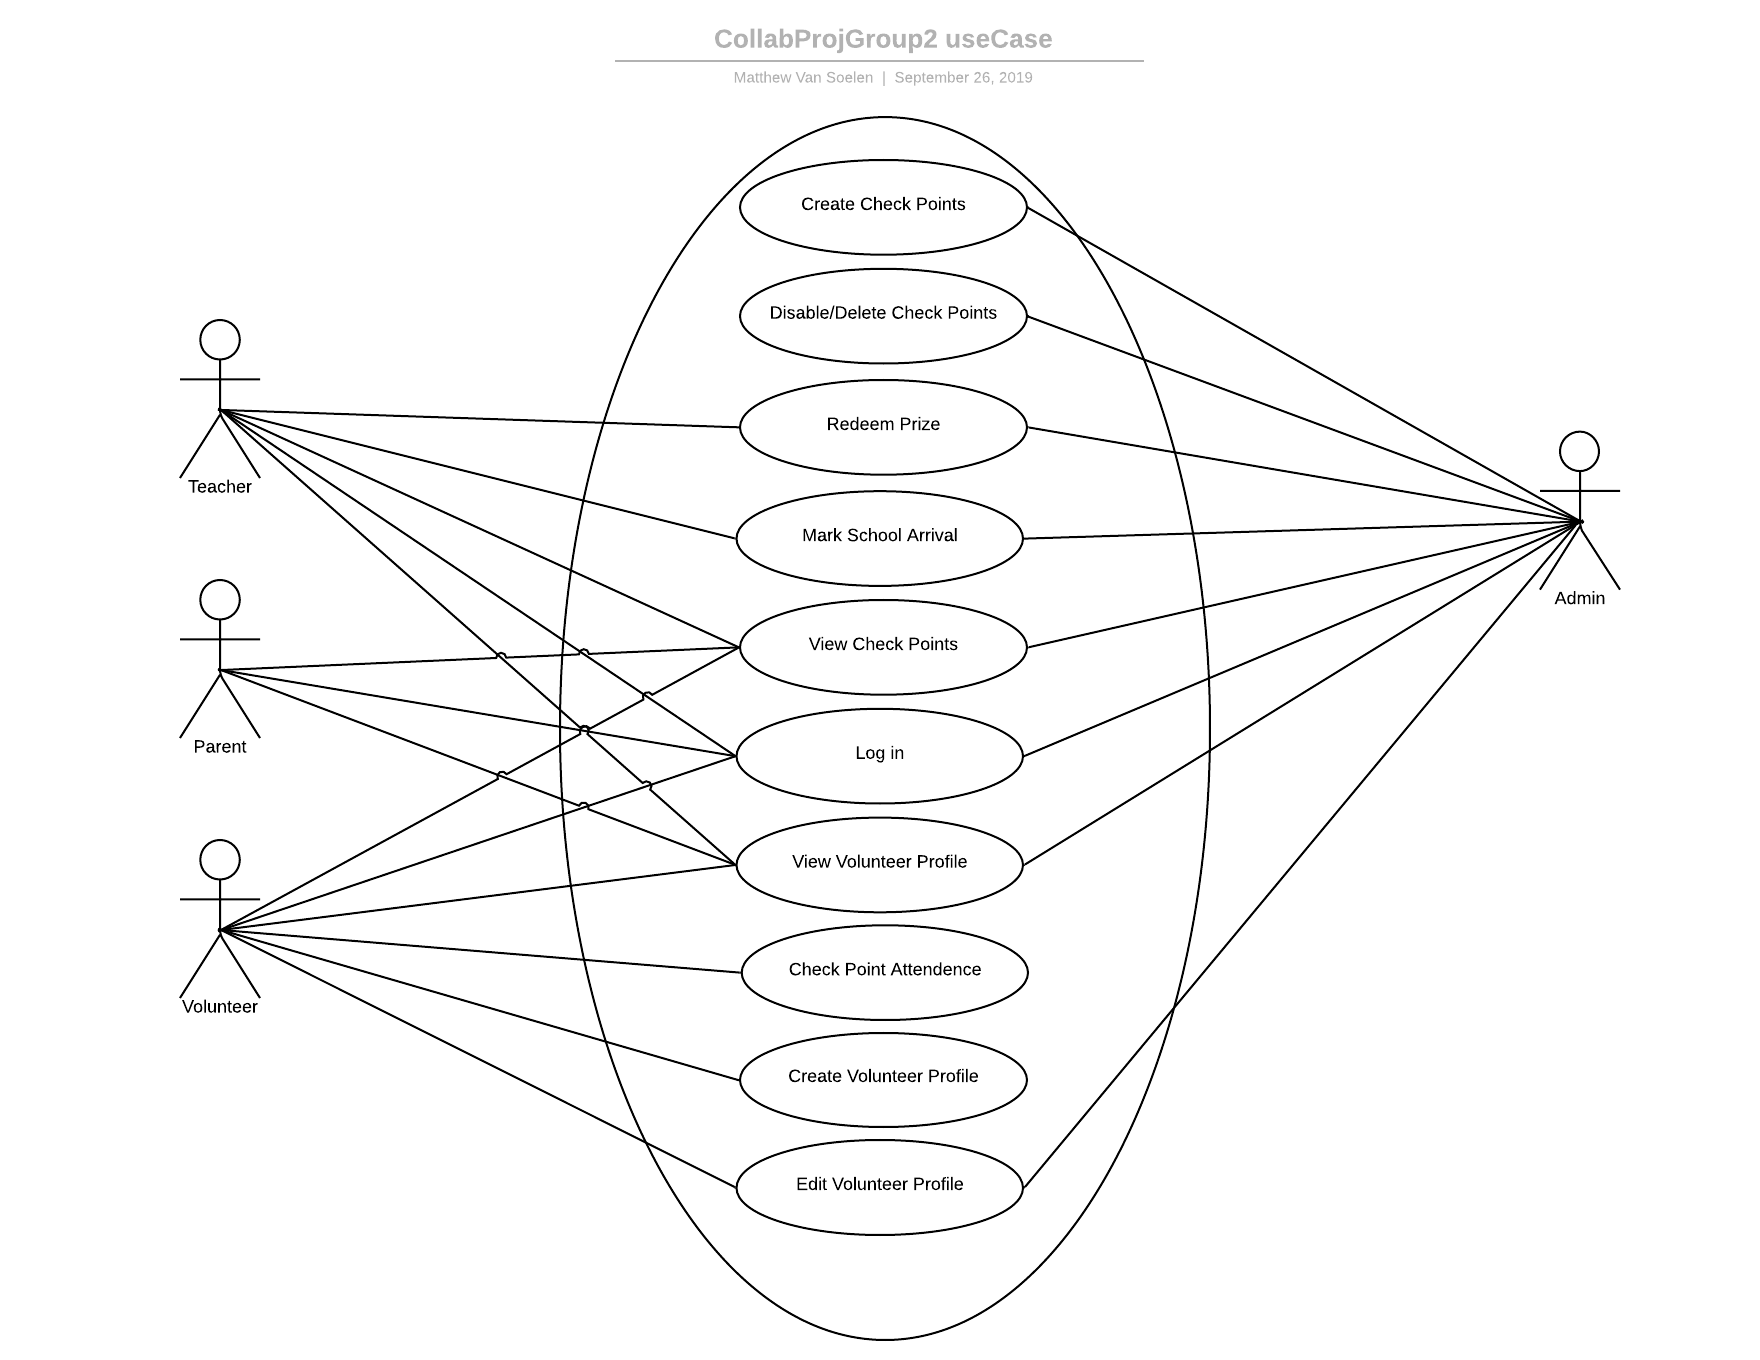 CollabProjGroup2 useCase
Matthew Van Soelen | September 26, 2019
Create Check Points
Disable/Delete Check Points
Redeem Prize
Teacher
Mark School Arrival
Admin
View Check Points
Parent
Log in
View Volunteer Profile
Check Point Attendence
Volunteer
Create Volunteer Profile
Edit Volunteer Profile